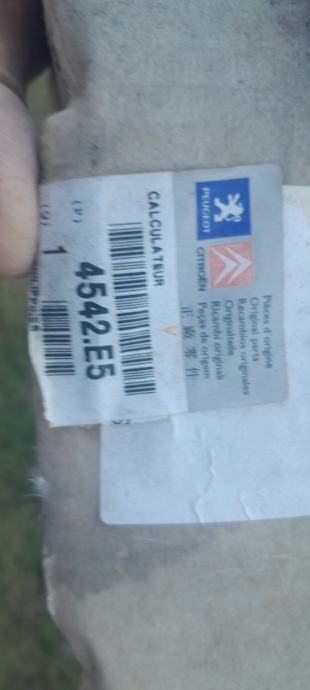 PEUGEOT
CITROËN
Pièces d'origine
Original parts
Recambios originales
Originalteile
Ricambi originali
Peças de origem
正廠零件
CALCULATEUR
(P) 4542.E5
(Q) 1